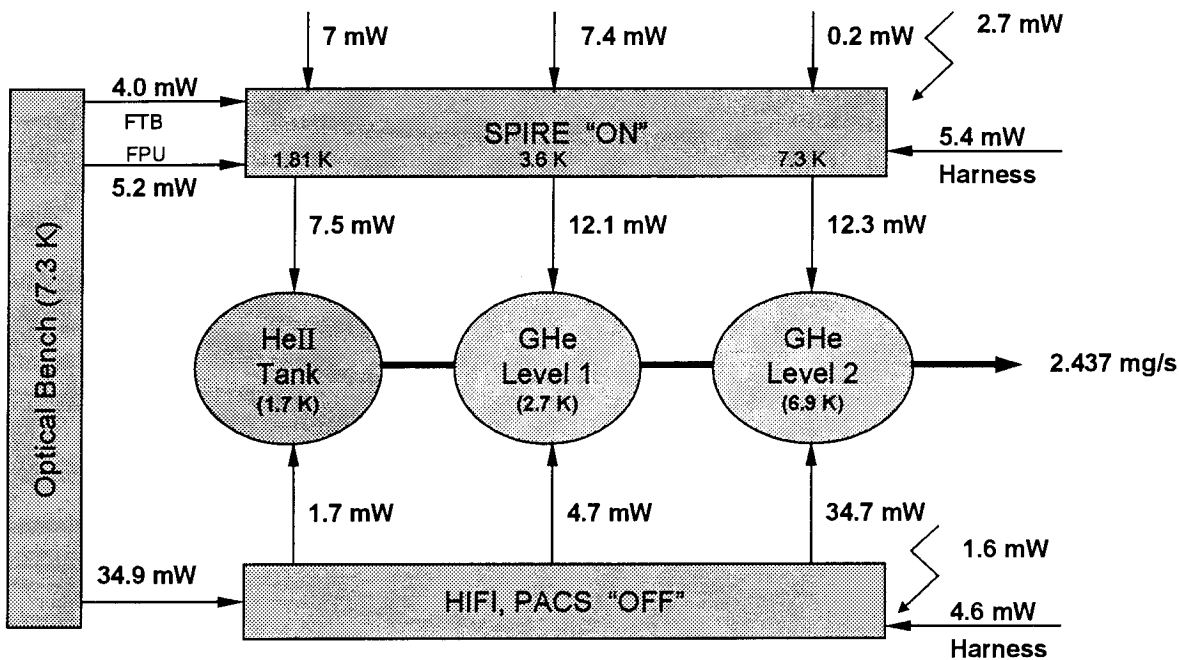 7 mW
7.4 mW
0.2 mW
2.7 mW
4.0 mW
FTB
FPU
5.2 mW
SPIRE "ON"
1.81 K
3.6 K
7.3 K
5.4 mW
Harness
7.5 mW
12.1 mW
12.3 mW
Optical Bench (7.3 K)
HeII
Tank
(1.7 K)
GHe
Level 1
(2.7 K)
GHe
Level 2
(6.9 K)
2.437 mg/s
1.7 mW
4.7 mW
34.7 mW
1.6 mW
34.9 mW
HIFI, PACS "OFF"
4.6 mW
Harness